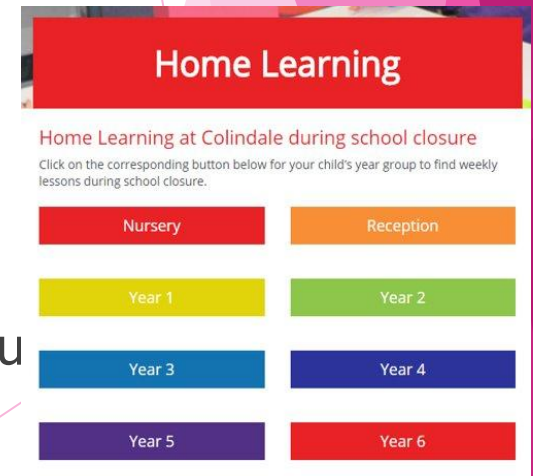 Home Learning
Home Learning at Colindale during school closure
Click on the corresponding button below for your child's year group to find weekly
lessons during school closure.
Nursery Reception
Year 1 Year 2
u
Year 3 Year 4
Year 5 Year 6